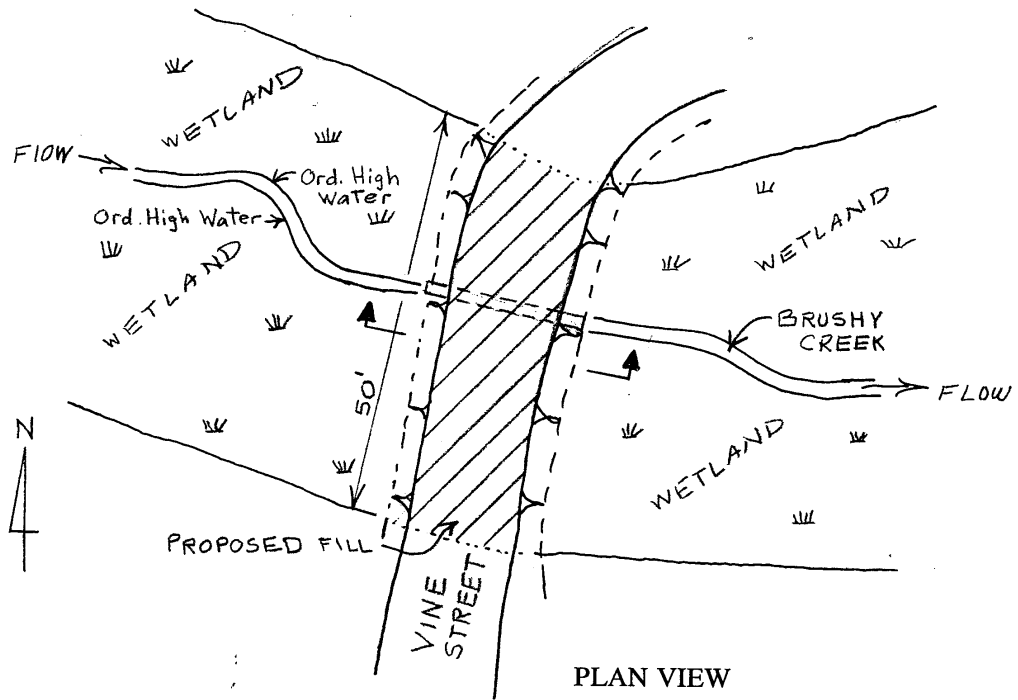 WETLAND
FlOW
Ord. High
Water
Ord. High Water
WETLAND
WETLAND
BRUSHY
CREEK
FLOW
50'
N
WETLAND
PROPOSED FILL
VINE
STREET
PLAN VIEW